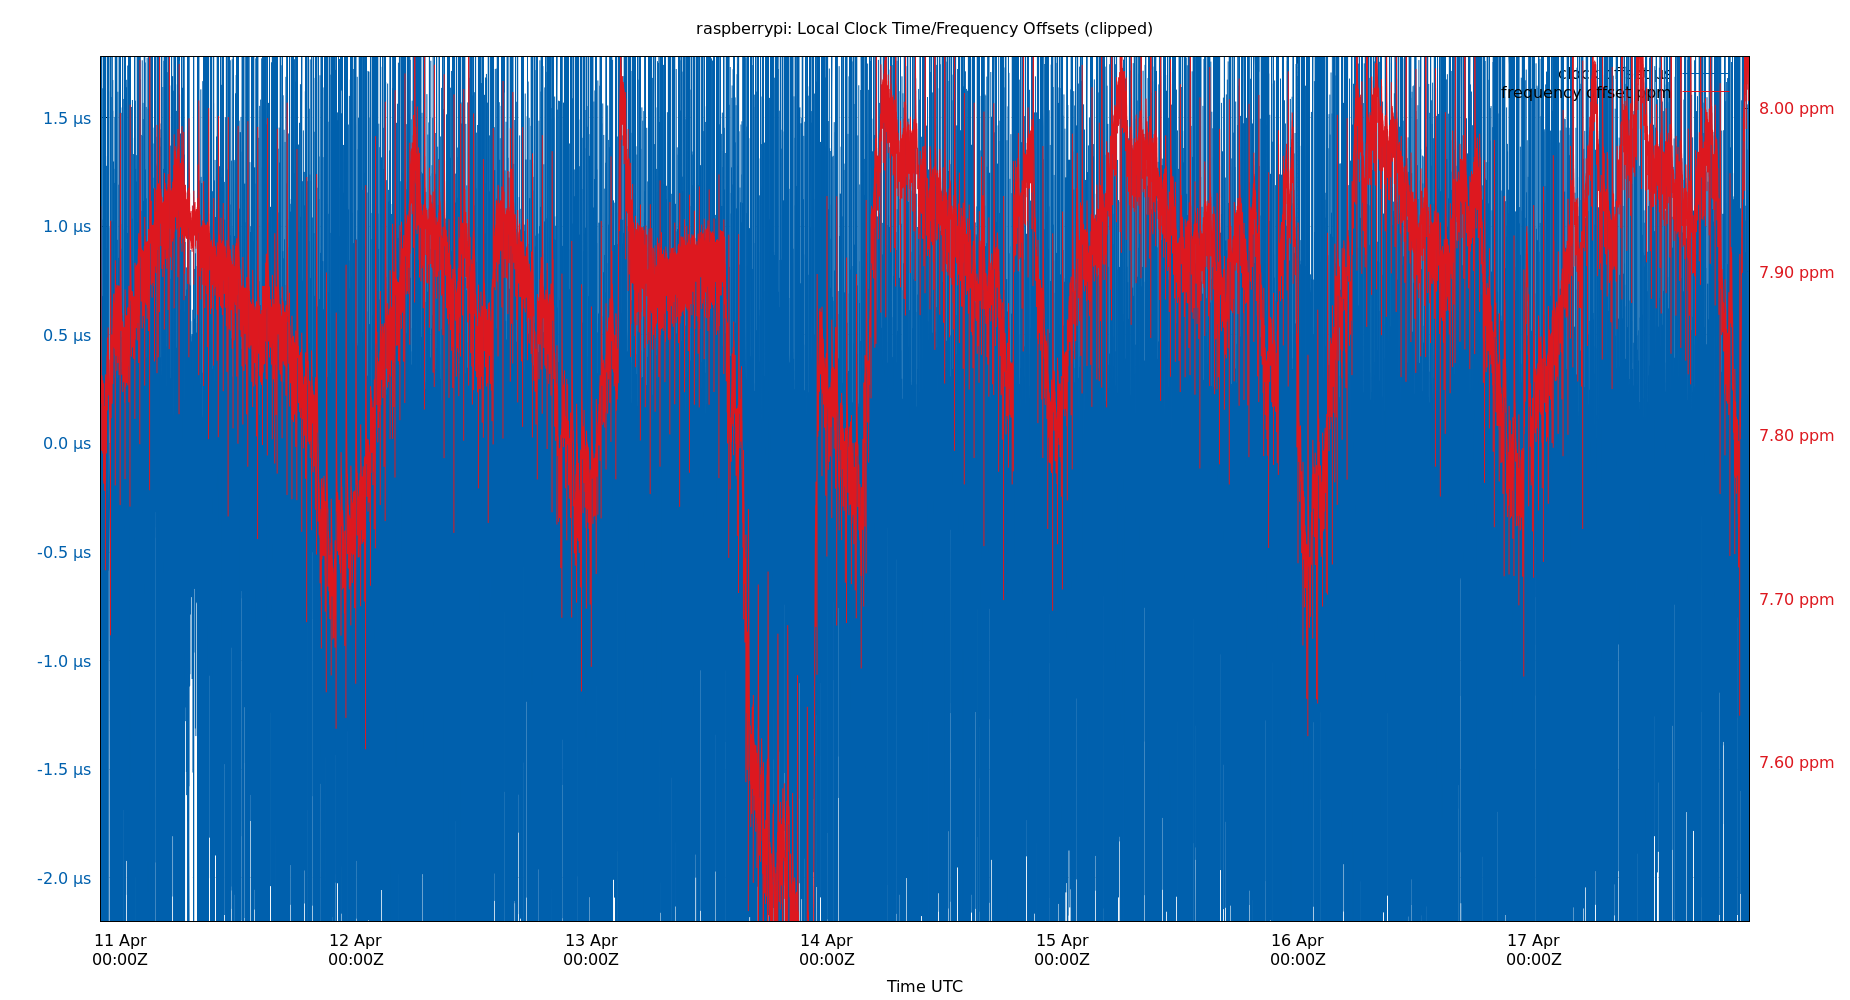 raspberrypi: Local Clock Time/Frequency Offsets (clipped)
clock offset µs
frequency offset ppm
1.5 µs
1.0 µs
0.5 µs
0.0 µs
-0.5 µs
-1.0 µs
-1.5 µs
-2.0 µs
8.00 ppm
7.90 ppm
7.80 ppm
7.70 ppm
7.60 ppm
11 Apr 12 Apr 13 Apr 14 Apr 15 Apr 16 Apr 17 Apr
00:00Z 00:00Z 00:00Z 00:00Z 00:00Z 00:00Z 00:00Z
Time UTC